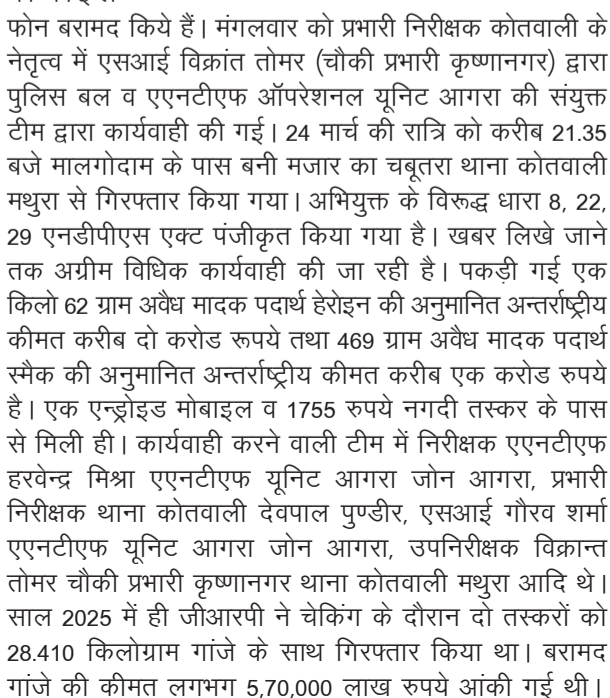 फोन बरामद किये हैं। मंगलवार को प्रभारी निरीक्षक कोतवाली के
नेतृत्व में एसआई विक्रांत तोमर (चौकी प्रभारी कृष्णानगर) द्वारा
पुलिस बल व एएनटीएफ ऑपरेशनल यूनिट आगरा की संयुक्त
टीम द्वारा कार्यवाही की गई। 24 मार्च की रात्रि को करीब 21.35
बजे मालगोदाम के पास बनी मजार का चबूतरा थाना कोतवाली
मथुरा से गिरफ्तार किया गया। अभियुक्त के विरूद्ध धारा 8, 22,
29 एनडीपीएस एक्ट पंजीकृत किया गया है। खबर लिखे जाने
तक अग्रीम विधिक कार्यवाही की जा रही है। पकड़ी गई एक
किलो 62 ग्राम अवैध मादक पदार्थ हेरोइन की अनुमानित अन्तर्राष्ट्रीय
कीमत करीब दो करोड रूपये तथा 469 ग्राम अवैध मादक पदार्थ
स्मैक की अनुमानित अन्तर्राष्ट्रीय कीमत करीब एक करोड रुपये
है। एक एन्ड्रोइड मोबाइल व 1755 रुपये नगदी तस्कर के पास
से मिली ही। कार्यवाही करने वाली टीम में निरीक्षक एएनटीएफ
हरवेन्द्र मिश्रा एएनटीएफ यूनिट आगरा जोन आगरा, प्रभारी
निरीक्षक थाना कोतवाली देवपाल पुण्डीर, एसआई गौरव शर्मा
एएनटीएफ यूनिट आगरा जोन आगरा, उपनिरीक्षक विक्रान्त
तोमर चौकी प्रभारी कृष्णानगर थाना कोतवाली मथुरा आदि थे।
साल 2025 में ही जीआरपी ने चेकिंग के दौरान दो तस्करों को
28.410 किलोग्राम गांजे के साथ गिरफ्तार किया था। बरामद
गांजे की कीमत लगभग 5,70,000 लाख रुपये आंकी गई थी।